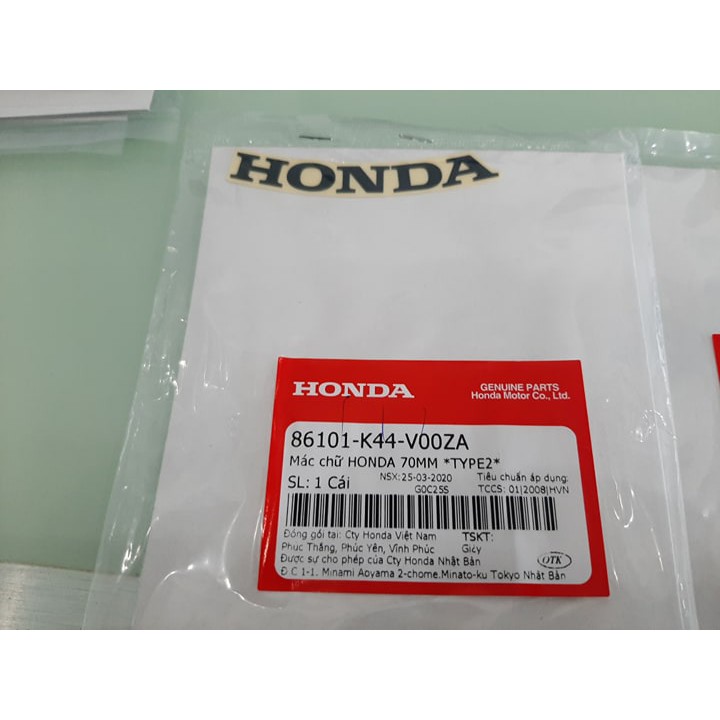 HONDA
HONDA
GENUINE PARTS
Honda Motor Co., Ltd.
86101-K44-V00ZA
Mác chữ HONDA 70MM *TYPE2*
SL: 1 Cái
NSX: 25-03-2020
G0C25S
Tiêu chuẩn áp dụng:
TCCS: 01|2008|HVN
Đóng gói tại: Cty Honda Việt Nam
Phuc Thắng, Phúc Yên, Vĩnh Phúc
Được sự cho phép của Cty Honda Nhật Bản
Đ.C 1-1. Minami Aoyama 2-chome.Minato-ku Tokyo Nhật Bản
TSKT:
Giấy
OTK